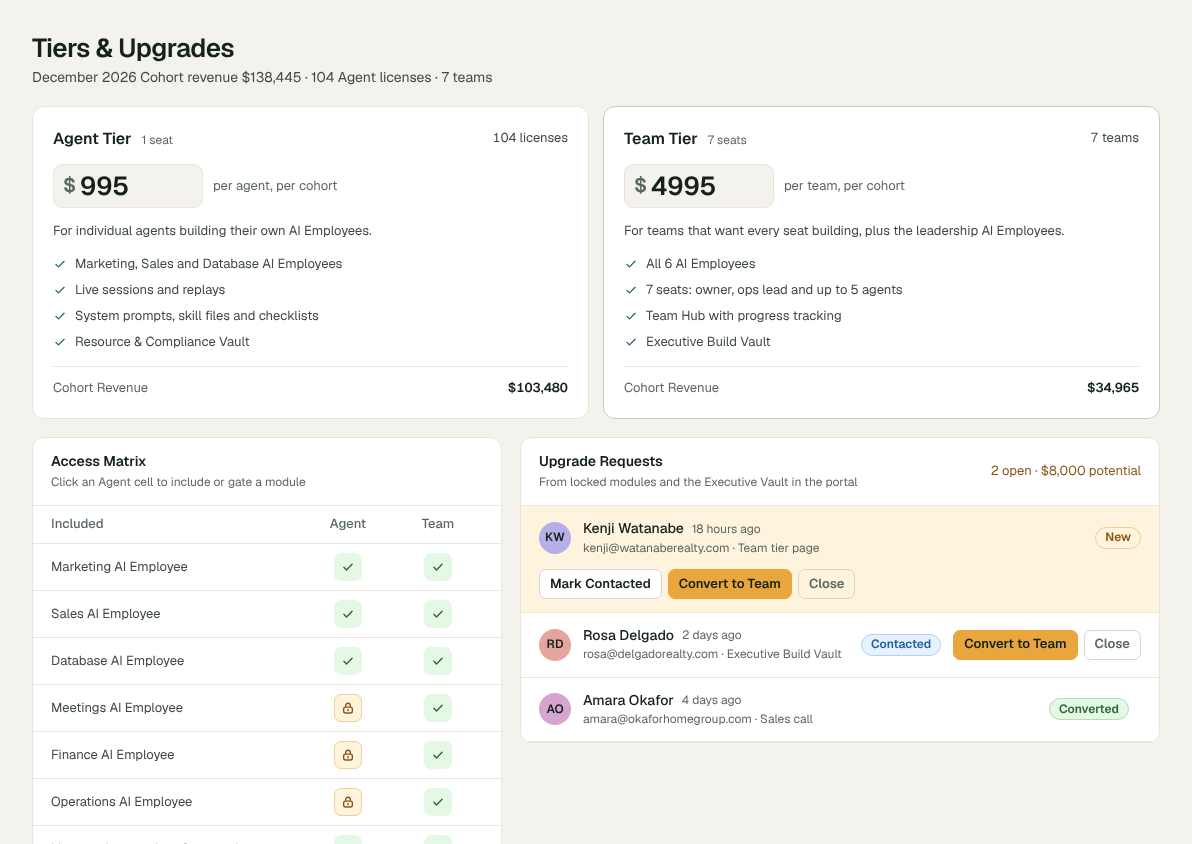 Tiers & Upgrades
December 2026 Cohort revenue $138,445 · 104 Agent licenses · 7 teams
Agent Tier 1 seat 104 licenses
$ 995 per agent, per cohort
For individual agents building their own AI Employees.
Marketing, Sales and Database AI Employees
Live sessions and replays
System prompts, skill files and checklists
Resource & Compliance Vault
Cohort Revenue $103,480
Team Tier 7 seats 7 teams
$ 4995 per team, per cohort
For teams that want every seat building, plus the leadership AI Employees.
All 6 AI Employees
7 seats: owner, ops lead and up to 5 agents
Team Hub with progress tracking
Executive Build Vault
Cohort Revenue $34,965
Access Matrix
Click an Agent cell to include or gate a module
Included Agent Team
Marketing AI Employee
Sales AI Employee
Database AI Employee
Meetings AI Employee
Finance AI Employee
Operations AI Employee
Upgrade Requests
From locked modules and the Executive Vault in the portal
2 open · $8,000 potential
KW Kenji Watanabe 18 hours ago
kenji@watanaberealty.com · Team tier page
New
Mark Contacted Convert to Team Close
RD Rosa Delgado 2 days ago
rosa@delgadorealty.com · Executive Build Vault
Contacted Convert to Team Close
AO Amara Okafor 4 days ago
amara@okaforhomegroup.com · Sales call
Converted